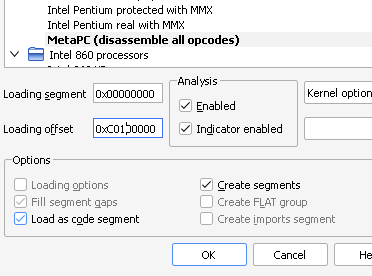 Intel Pentium protected with MMX
Intel Pentium real with MMX
MetaPC (disassemble all opcodes)
Intel 860 processors
Loading segment 0x00000000
Analysis
Enabled
Kernel option
Loading offset 0xC0100000
Indicator enabled
Options
Loading options
Create segments
Fill segment gaps
Create FLAT group
Load as code segment
Create imports segment
OK
Cancel
He